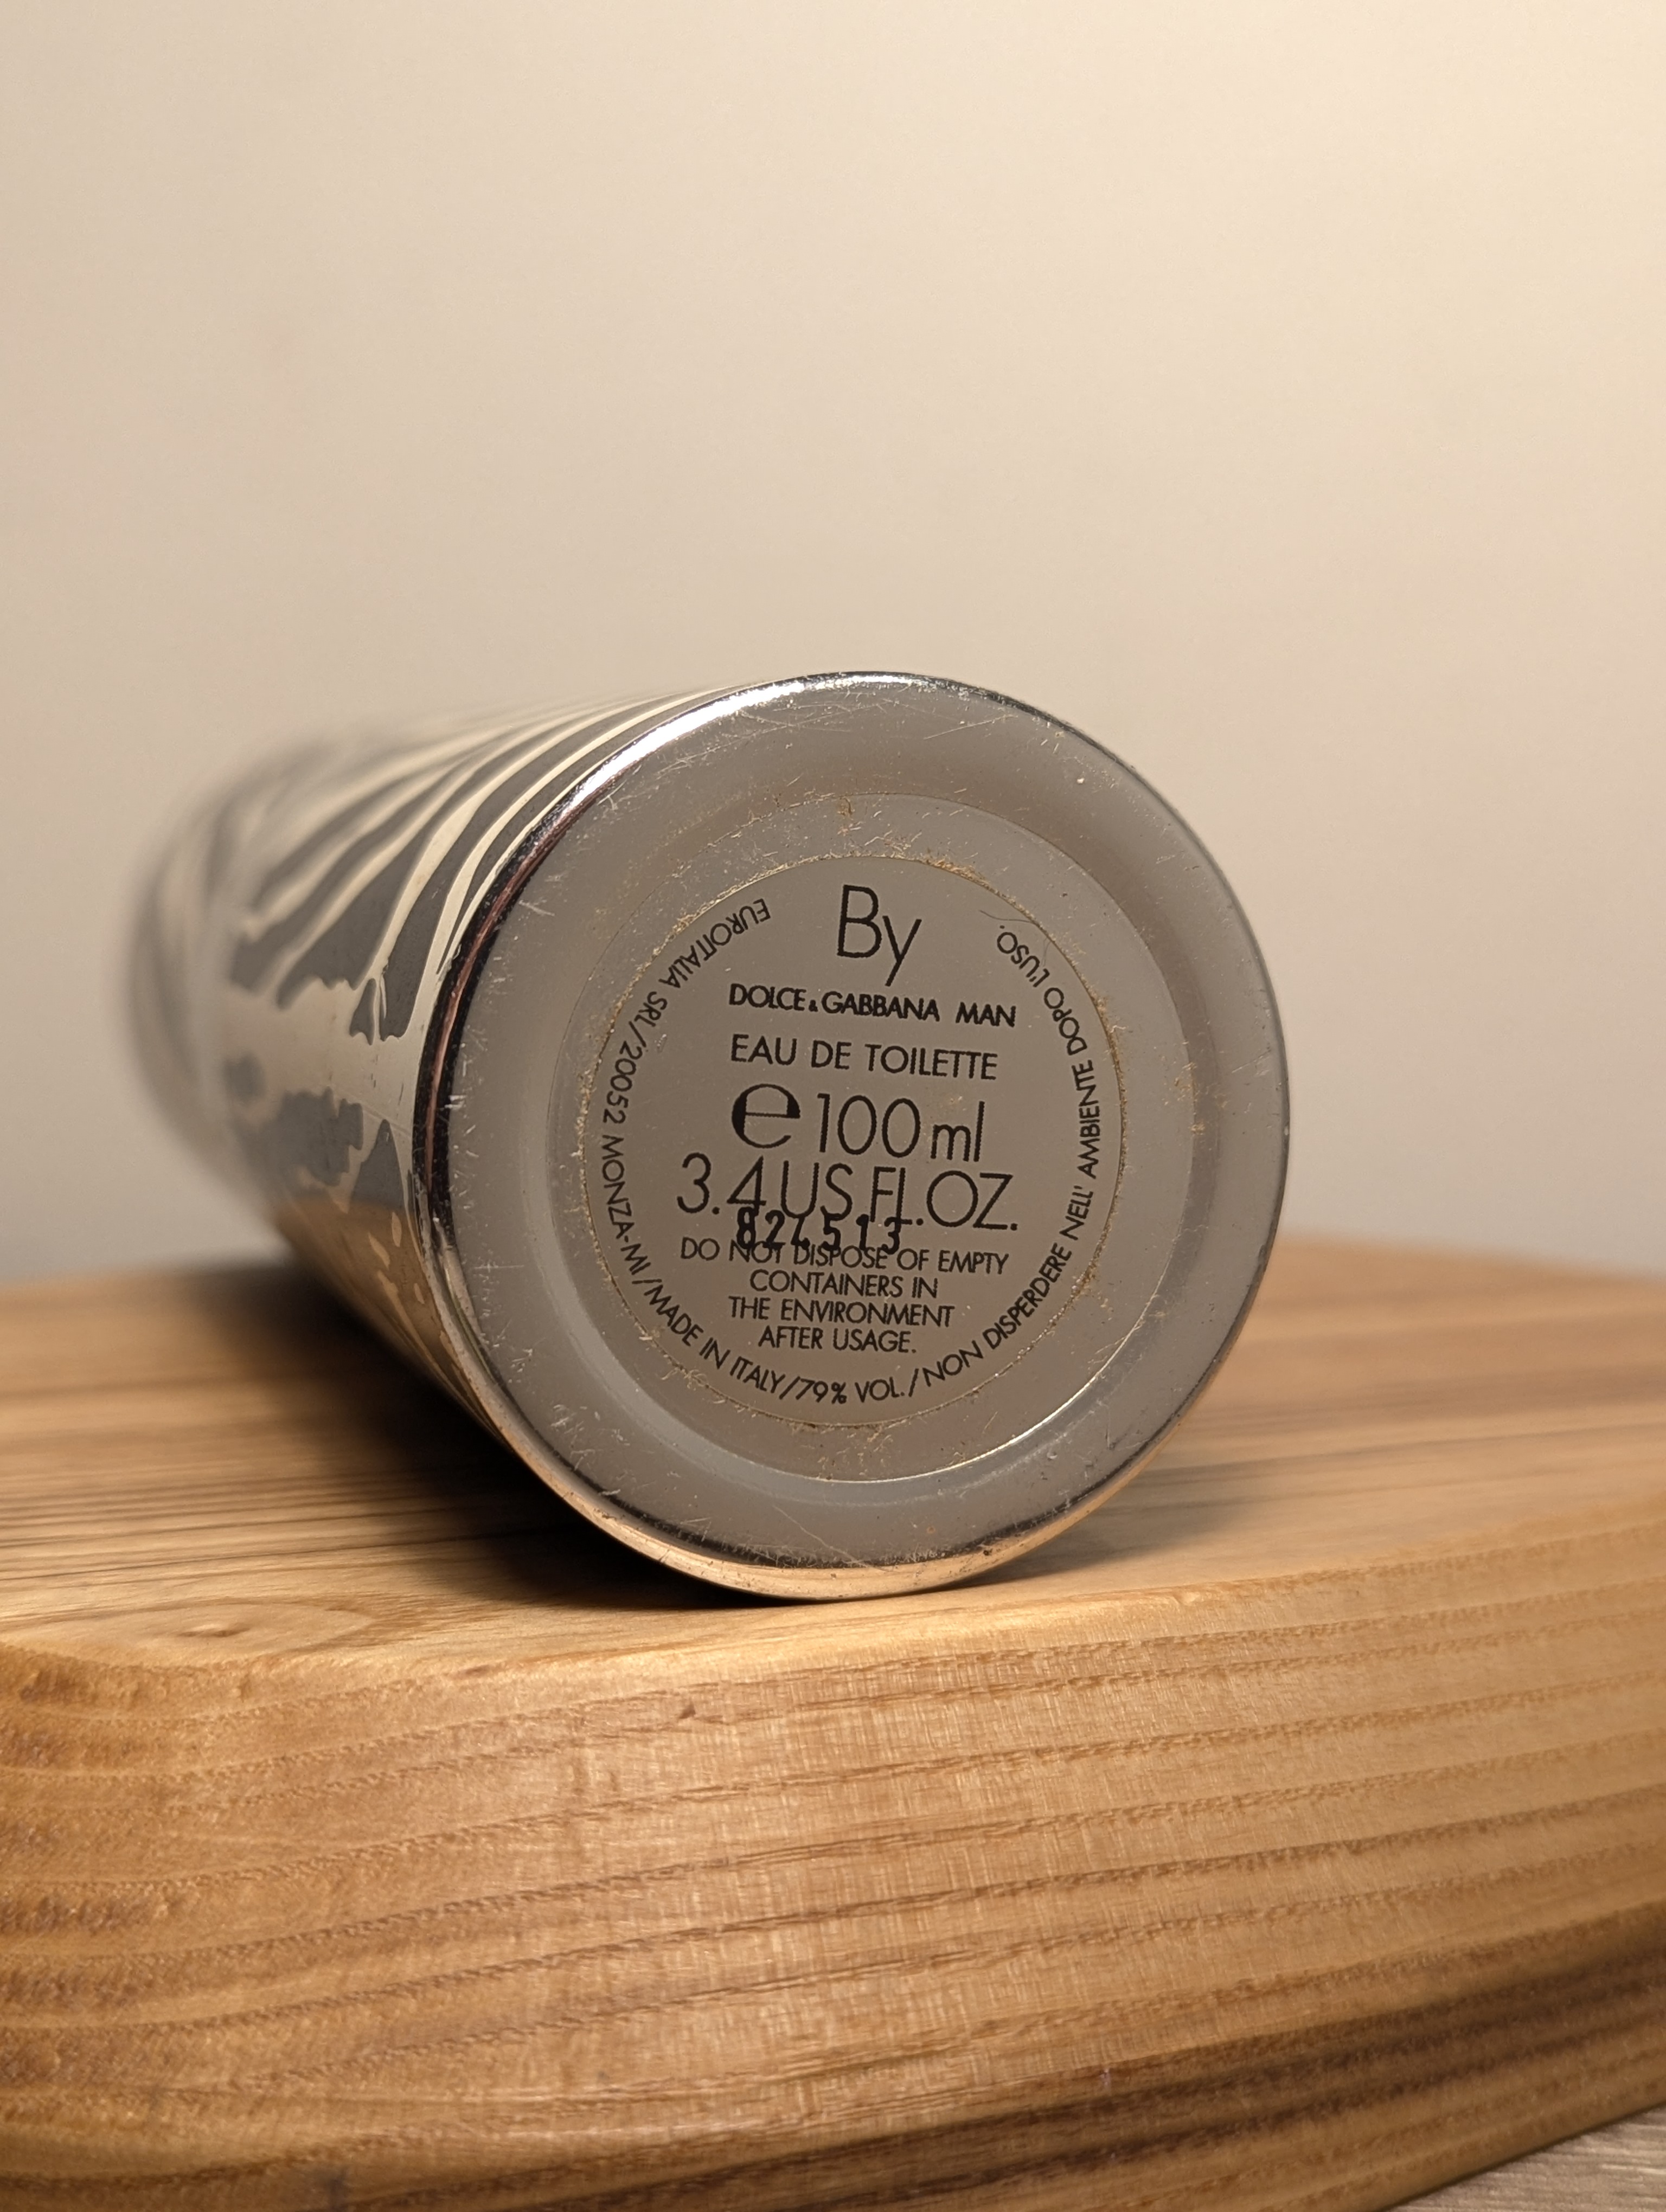 By
DOLCE&GABBANA MAN
EAU DE TOILETTE
℮ 100 ml
3.4 US.FL.OZ.
824513
DO NOT DISPOSE OF EMPTY
CONTAINERS IN
THE ENVIRONMENT
AFTER USAGE.
EUROITALIA SRL/20052 MONZA-MI/MADE IN ITALY/79% VOL./NON DISPERDERE NELL' AMBIENTE DOPO L'USO.